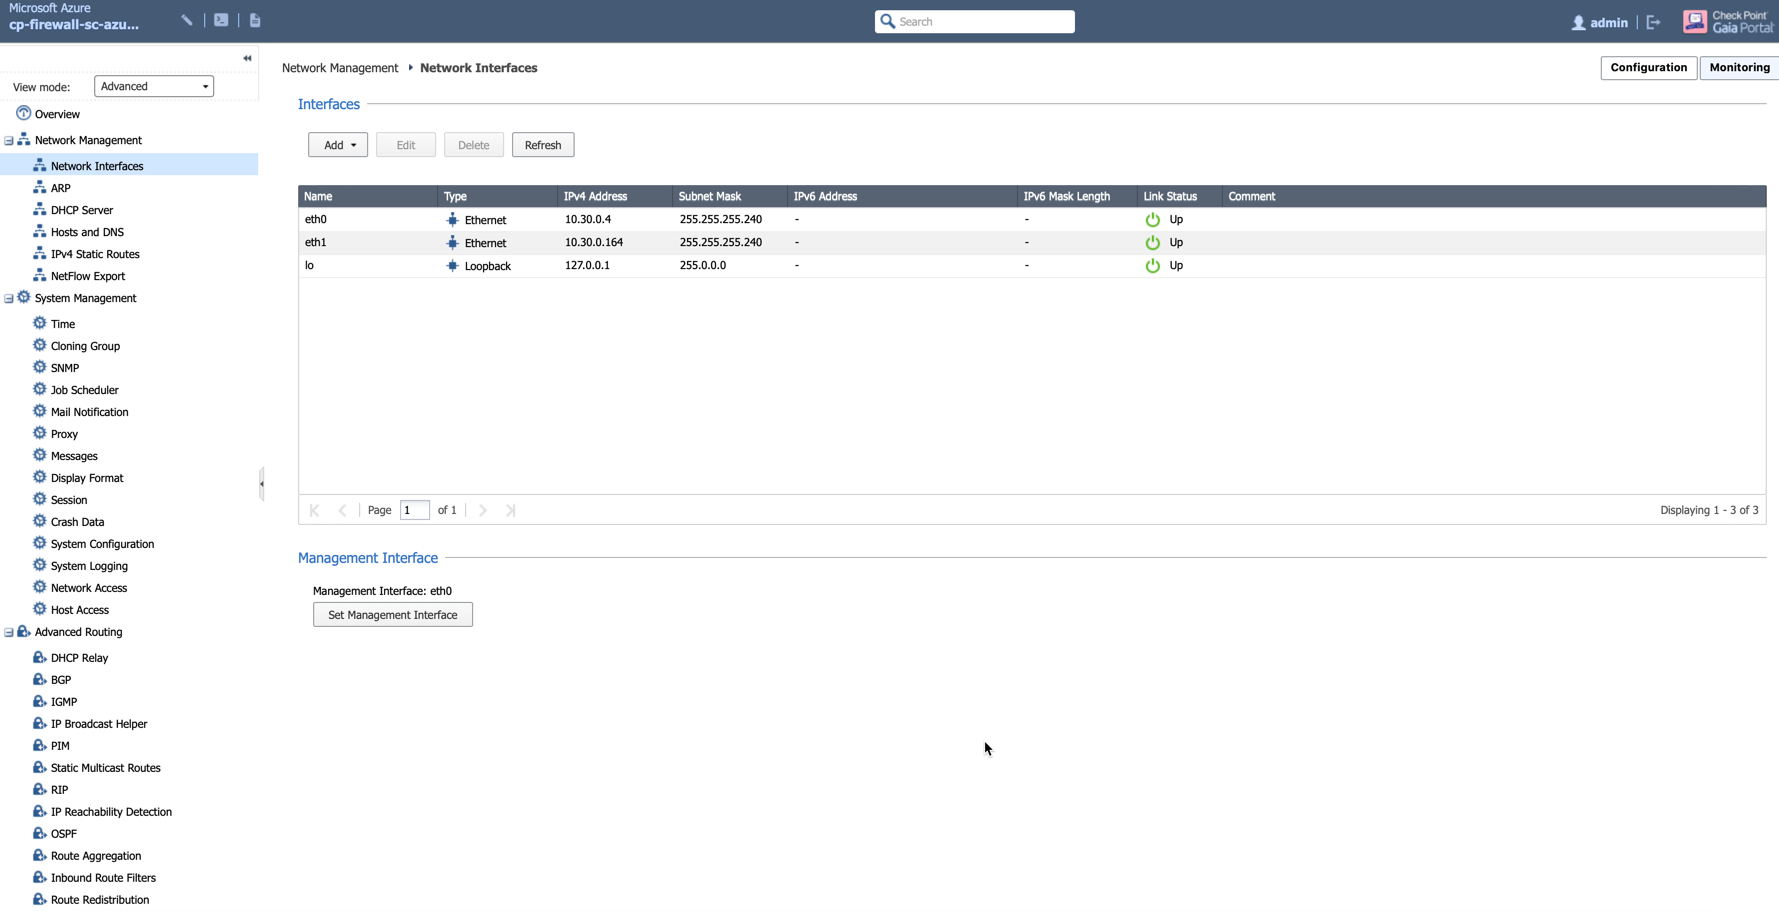 Microsoft Azure
cp-firewall-sc-azu...
Search
admin
Check Point
Gaia Portal
View mode: Advanced
Overview
Network Management
Network Interfaces
ARP
DHCP Server
Hosts and DNS
IPv4 Static Routes
NetFlow Export
System Management
Time
Cloning Group
SNMP
Job Scheduler
Mail Notification
Proxy
Messages
Display Format
Session
Crash Data
System Configuration
System Logging
Network Access
Host Access
Advanced Routing
DHCP Relay
BGP
IGMP
IP Broadcast Helper
PIM
Static Multicast Routes
RIP
IP Reachability Detection
OSPF
Route Aggregation
Inbound Route Filters
Route Redistribution
Network Management Network Interfaces
Configuration Monitoring
Interfaces
Add Edit Delete Refresh
Name Type IPv4 Address Subnet Mask IPv6 Address IPv6 Mask Length Link Status Comment
eth0 Ethernet 10.30.0.4 255.255.255.240 - - Up
eth1 Ethernet 10.30.0.164 255.255.255.240 - - Up
lo Loopback 127.0.0.1 255.0.0.0 - - Up
Page 1 of 1 Displaying 1 - 3 of 3
Management Interface
Management Interface: eth0
Set Management Interface